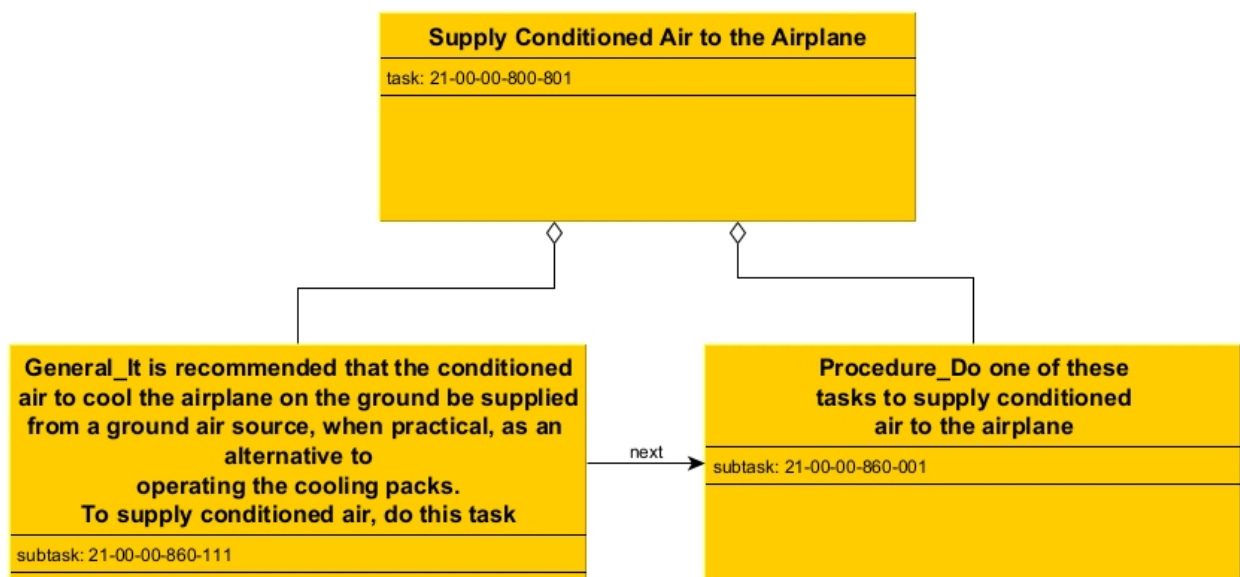 Supply Conditioned Air to the Airplane
task: 21-00-00-800-801
General_It is recommended that the conditioned
air to cool the airplane on the ground be supplied
from a ground air source, when practical, as an
alternative to
operating the cooling packs.
To supply conditioned air, do this task
subtask: 21-00-00-860-111
next
Procedure_Do one of these
tasks to supply conditioned
air to the airplane
subtask: 21-00-00-860-001